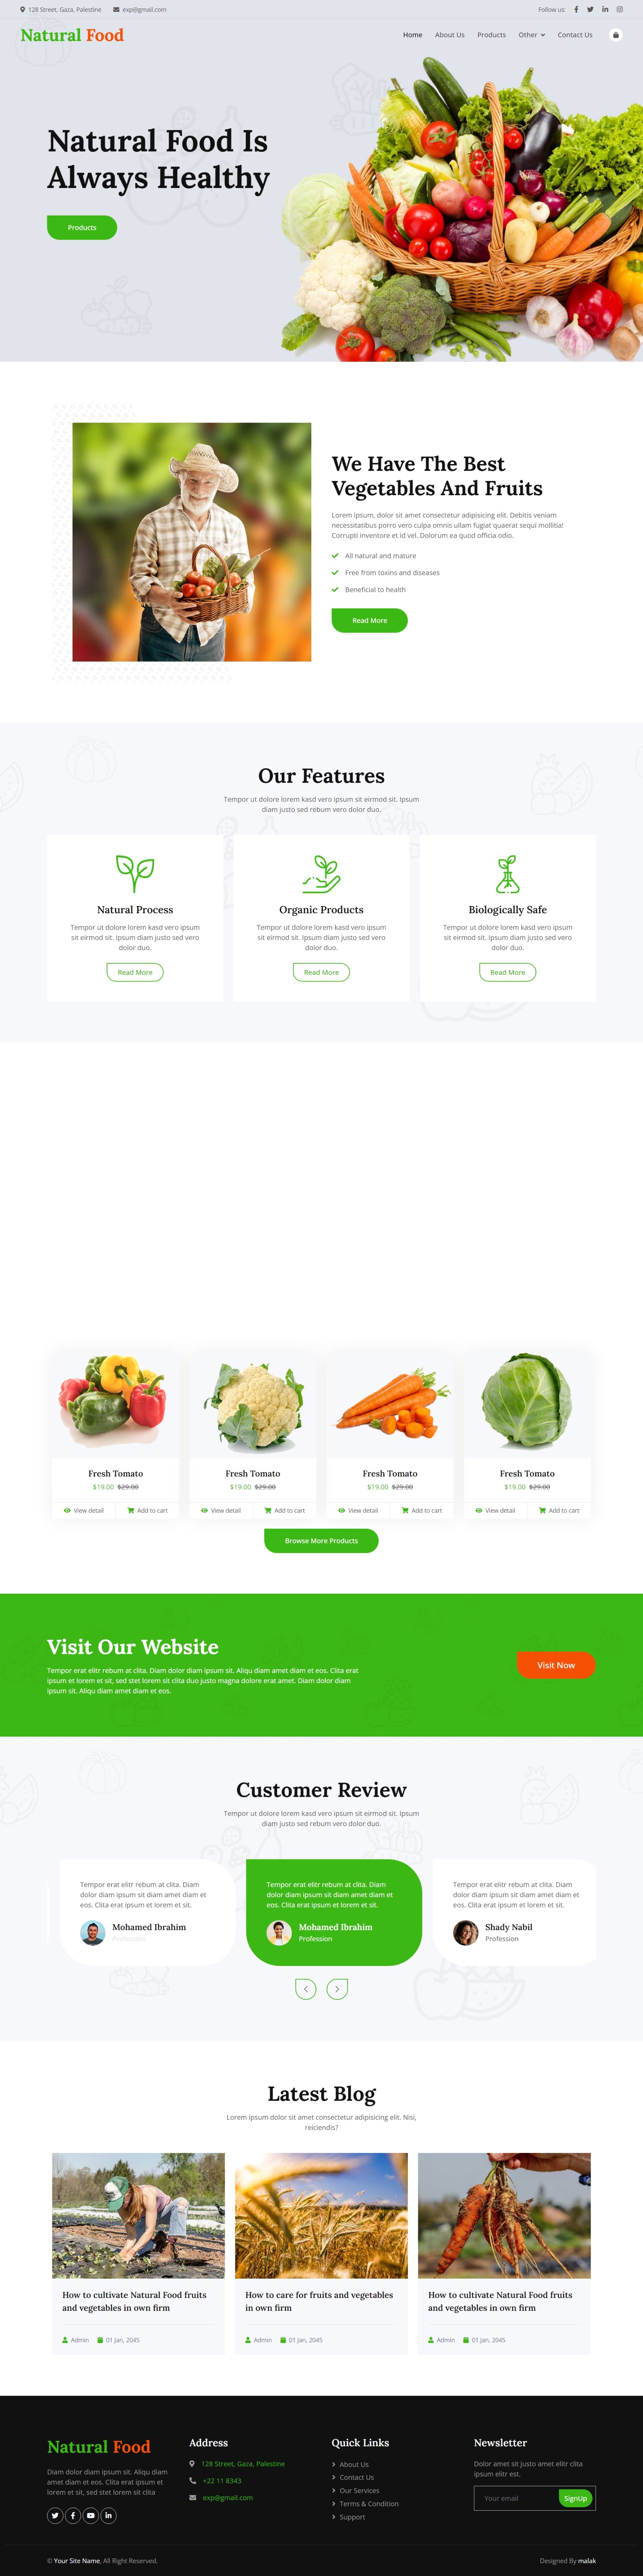 128 Street, Gaza, Palestine exp@gmail.com Follow us:
Natural Food Home About Us Products Other Contact Us
Natural Food Is
Always Healthy
Products
We Have The Best
Vegetables And Fruits
Lorem ipsum, dolor sit amet consectetur adipisicing elit. Debitis veniam
necessitatibus porro vero culpa omnis ullam fugiat quaerat sequi mollitia!
Corrupti inventore et id vel. Dolorum ea quod officia odio.
All natural and mature
Free from toxins and diseases
Beneficial to health
Read More
Our Features
Tempor ut dolore lorem kasd vero ipsum sit eirmod sit. Ipsum
diam justo sed rebum vero dolor duo.
Natural Process
Tempor ut dolore lorem kasd vero ipsum
sit eirmod sit. Ipsum diam justo sed vero
dolor duo.
Read More
Organic Products
Tempor ut dolore lorem kasd vero ipsum
sit eirmod sit. Ipsum diam justo sed vero
dolor duo.
Read More
Biologically Safe
Tempor ut dolore lorem kasd vero ipsum
sit eirmod sit. Ipsum diam justo sed vero
dolor duo.
Read More
Fresh Tomato
$19.00 $29.00
View detail Add to cart
Fresh Tomato
$19.00 $29.00
View detail Add to cart
Fresh Tomato
$19.00 $29.00
View detail Add to cart
Fresh Tomato
$19.00 $29.00
View detail Add to cart
Browse More Products
Visit Our Website
Tempor erat elitr rebum at clita. Diam dolor diam ipsum sit. Aliqu diam amet diam et eos. Clita erat
ipsum et lorem et sit, sed stet lorem sit clita duo justo magna dolore erat amet. Diam dolor diam
ipsum sit. Aliqu diam amet diam et eos.
Visit Now
Customer Review
Tempor ut dolore lorem kasd vero ipsum sit eirmod sit. Ipsum
diam justo sed rebum vero dolor duo.
Tempor erat elitr rebum at clita. Diam
dolor diam ipsum sit diam amet diam et
eos. Clita erat ipsum et lorem et sit.
Mohamed Ibrahim
Profession
Tempor erat elitr rebum at clita. Diam
dolor diam ipsum sit diam amet diam et
eos. Clita erat ipsum et lorem et sit.
Mohamed Ibrahim
Profession
Tempor erat elitr rebum at clita. Diam
dolor diam ipsum sit diam amet diam et
eos. Clita erat ipsum et lorem et sit.
Shady Nabil
Profession
Latest Blog
Lorem ipsum dolor sit amet consectetur adipisicing elit. Nisi,
reiciendis?
How to cultivate Natural Food fruits
and vegetables in own firm
Admin 01 Jan, 2045
How to care for fruits and vegetables
in own firm
Admin 01 Jan, 2045
How to cultivate Natural Food fruits
and vegetables in own firm
Admin 01 Jan, 2045
Natural Food
Diam dolor diam ipsum sit. Aliqu diam
amet diam et eos. Clita erat ipsum et
lorem et sit, sed stet lorem sit clita
Address
128 Street, Gaza, Palestine
+22 11 8343
exp@gmail.com
Quick Links
About Us
Contact Us
Our Services
Terms & Condition
Support
Newsletter
Dolor amet sit justo amet elitr clita
ipsum elitr est.
Your email SignUp
© Your Site Name, All Right Reserved. Designed By malak